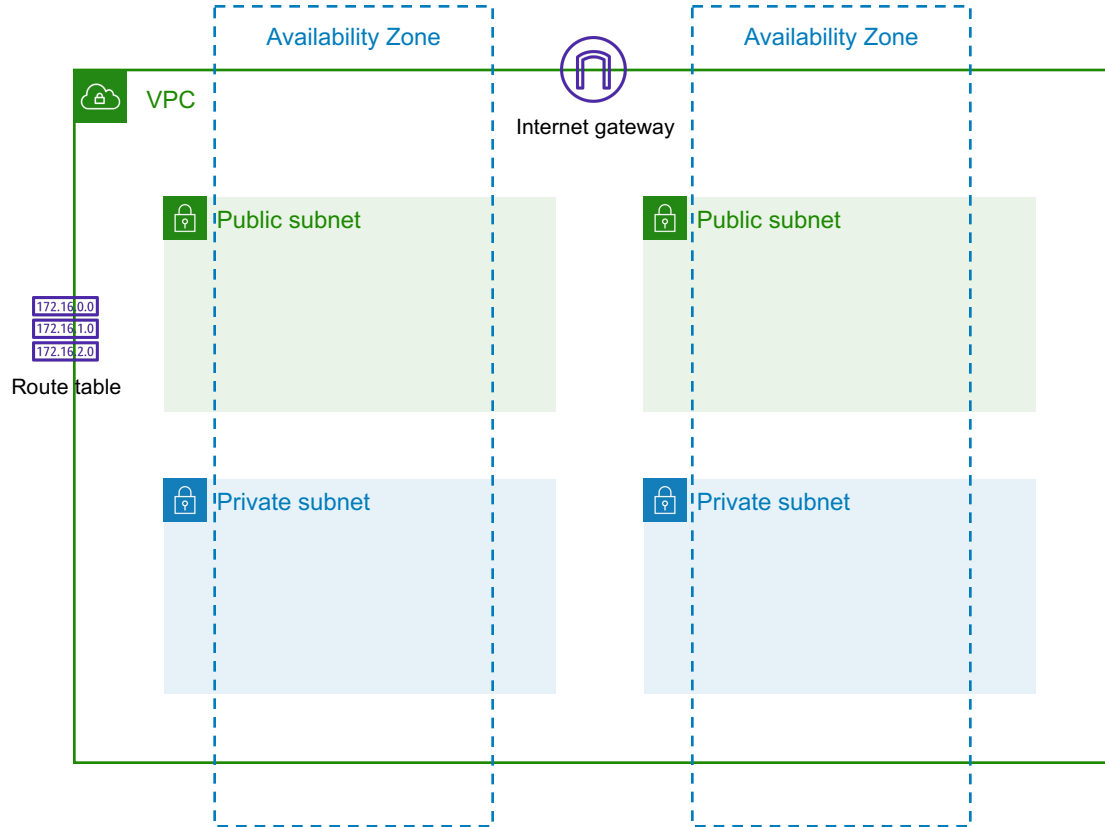 Availability Zone
Availability Zone
VPC
Internet gateway
Public subnet
Public subnet
172.16.0.0
172.16.1.0
172.16.2.0
Route table
Private subnet
Private subnet